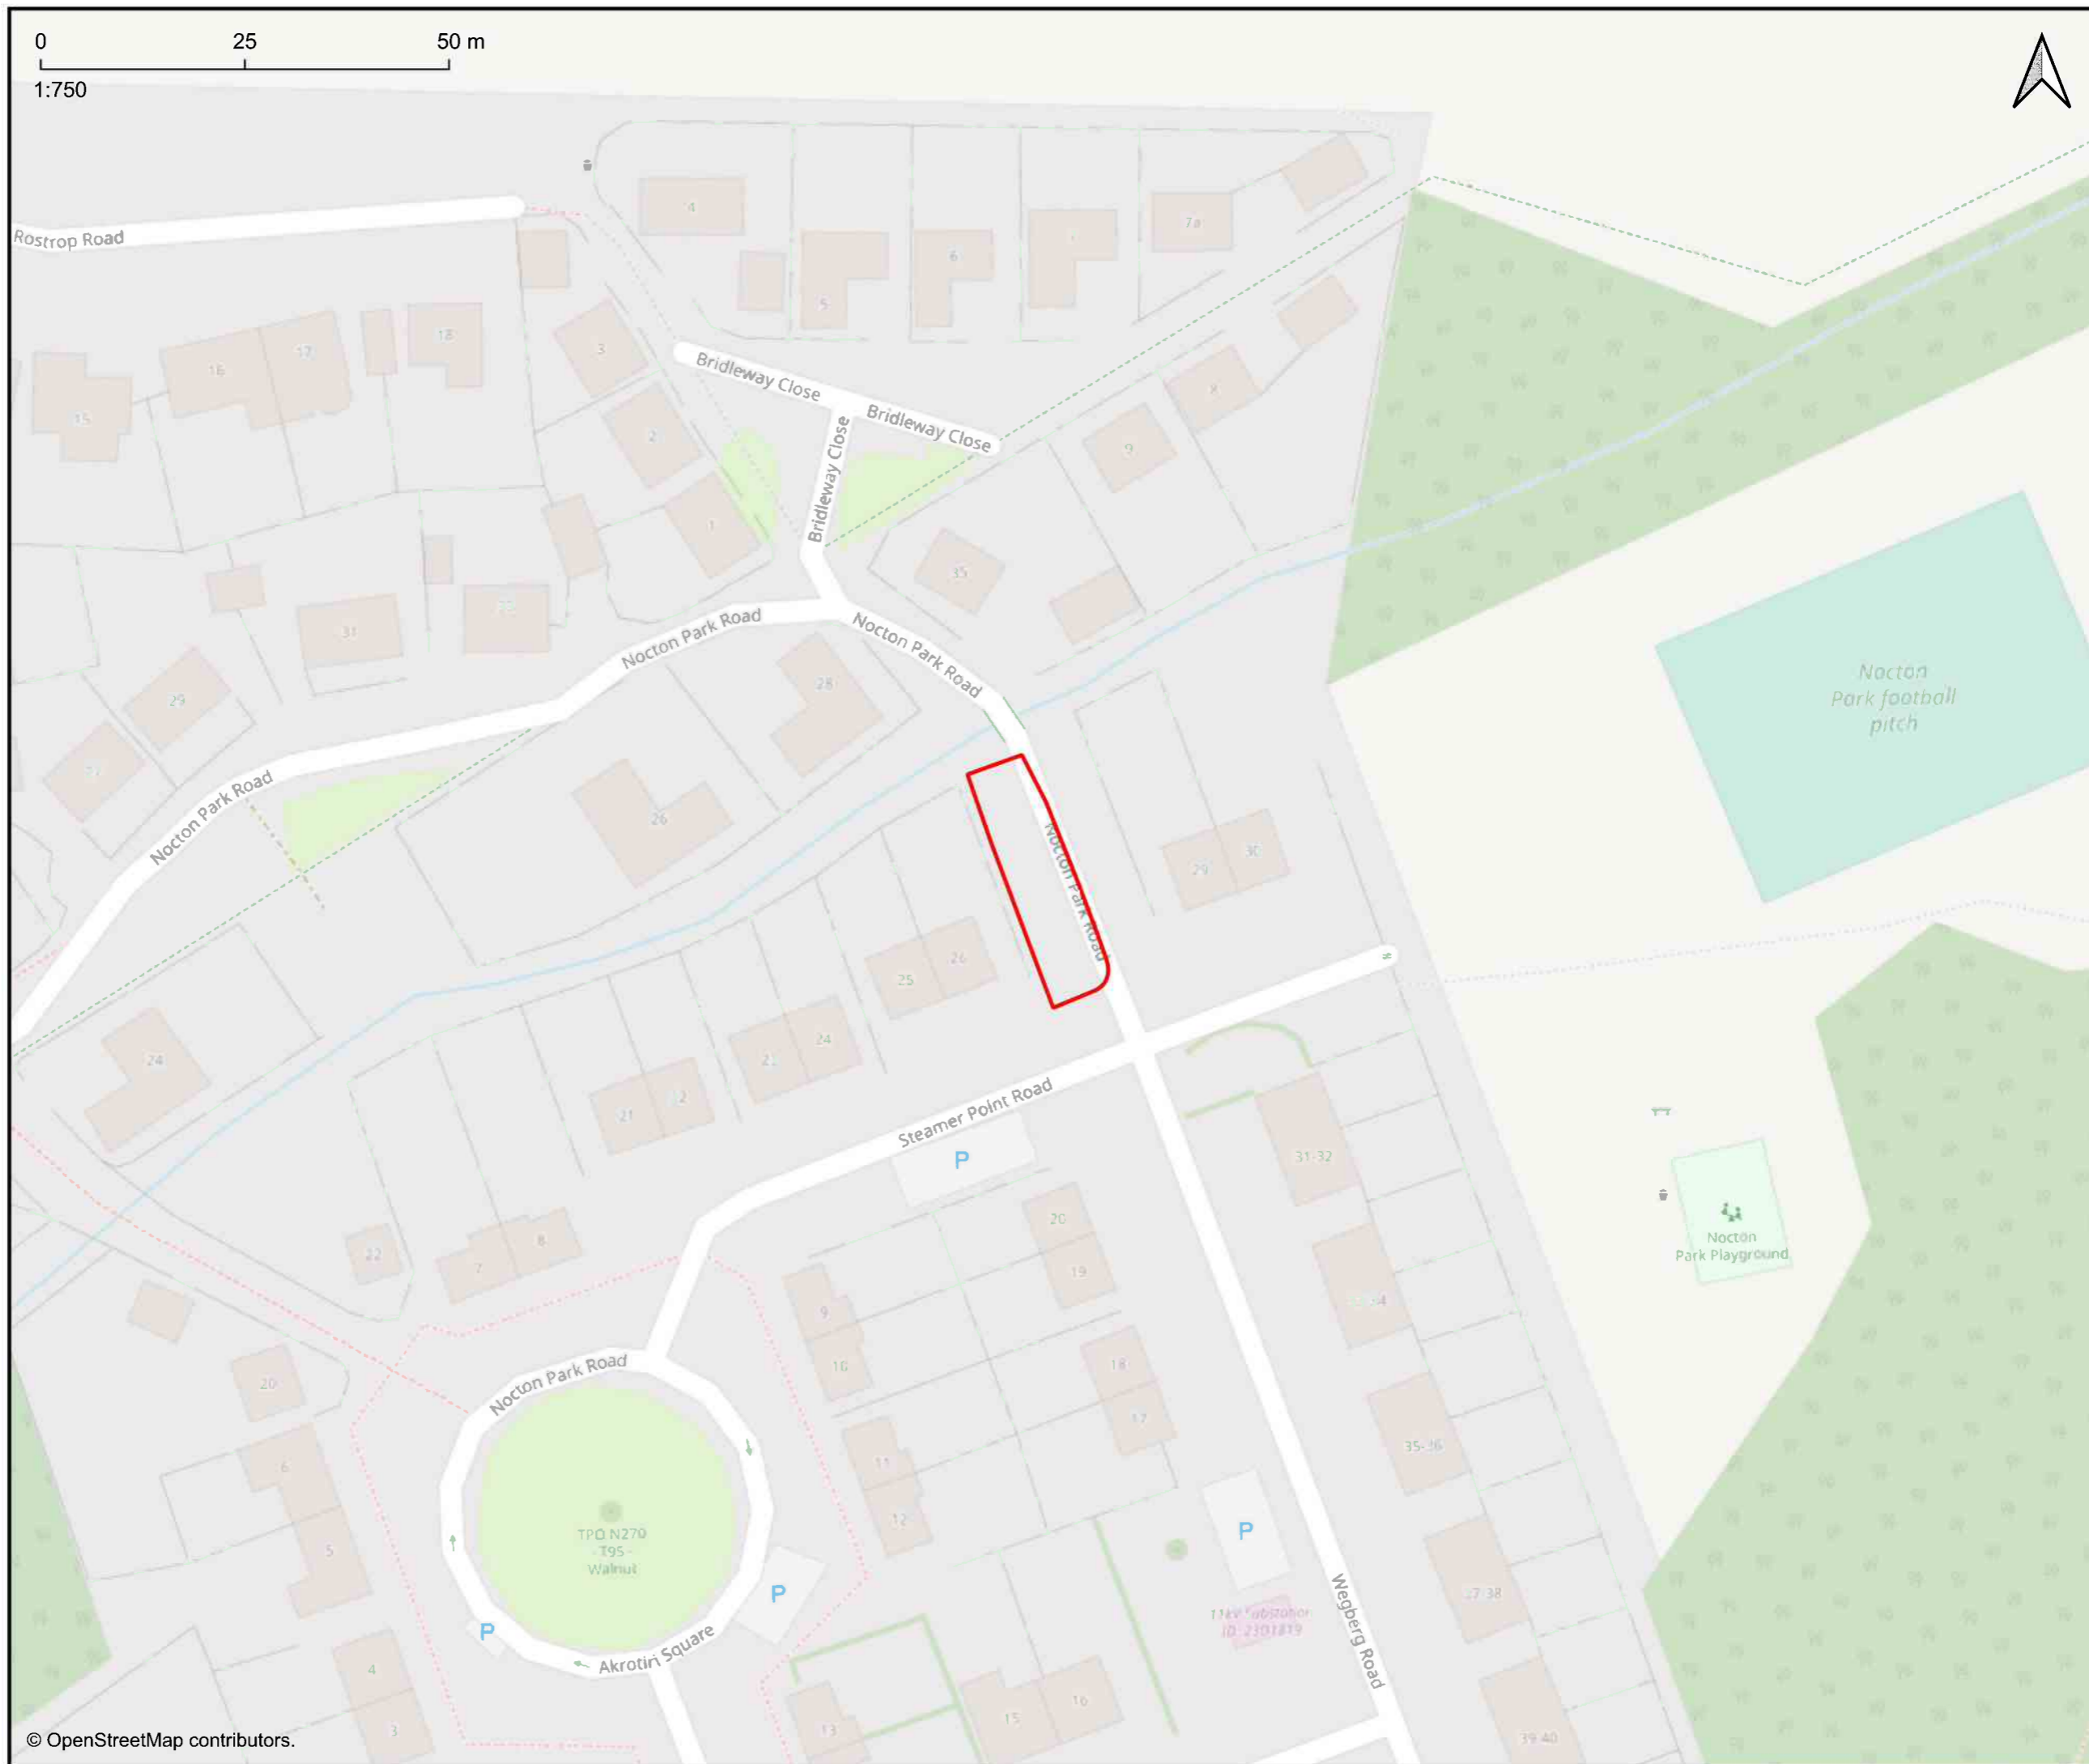 0 25 50 m
1:750
Rostrop Road
4
7a
6
5
3
18
17
16
15
2
Bridleway Close
Bridleway Close
Bridleway Close
8
9
1
35
31
29
Nocton Park Road
Nocton Park Road
28
Nocton
Park football
pitch
Nocton Park Road
26
Nocton Park Road
29
30
26
25
24
24
21
Steamer Point Road
P
31-32
20
19
22
7
8
9
10
Nocton
Park Playground
Nocton Park Road
18
17
20
6
11
12
35-36
TPO N270
- T95 -
Walnut
P
5
P
P
Wegberg Road
ID: 2301819
Akrotiri Square
4
3
13
15
16
39-40
© OpenStreetMap contributors.